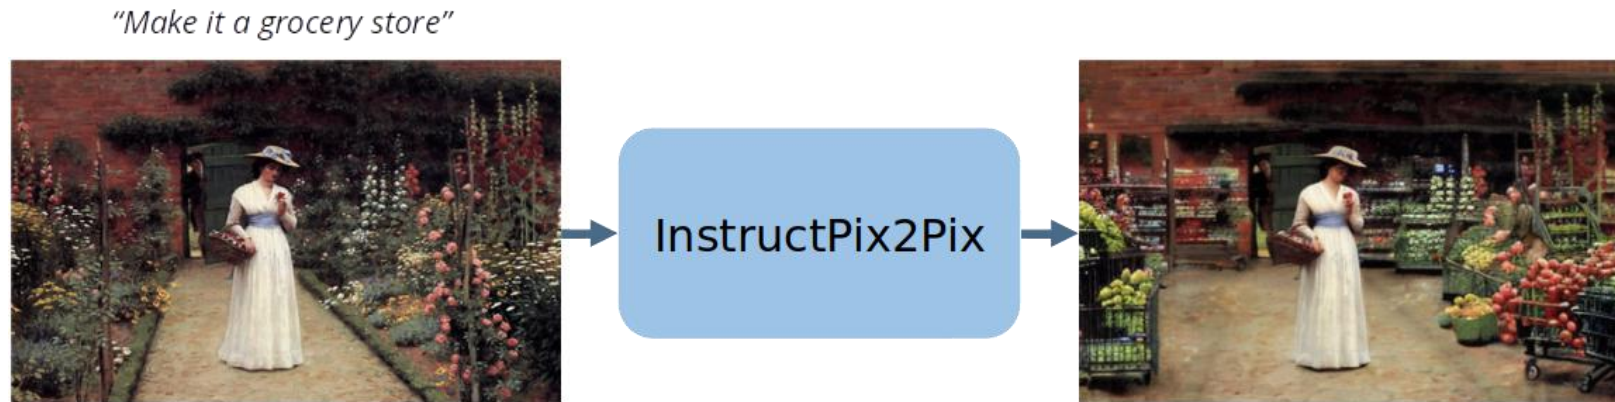 “Make it a grocery store”
InstructPix2Pix